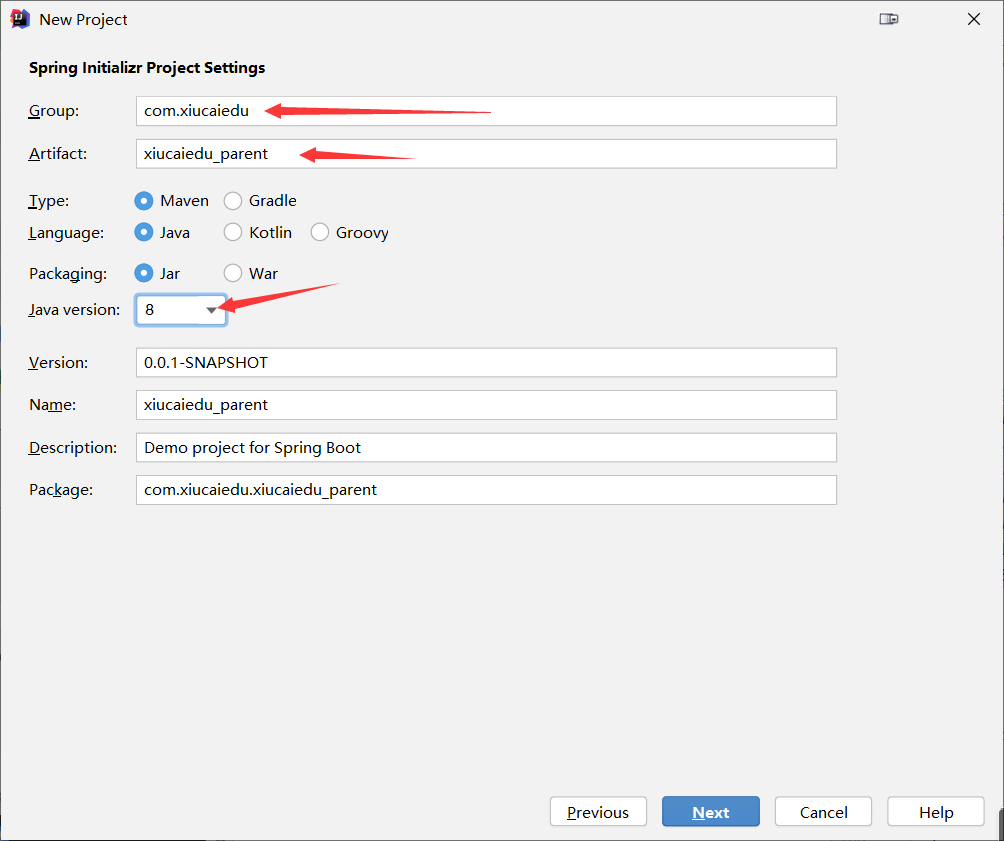 New Project
Spring Initializr Project Settings
Group: com.xiucaiedu
Artifact: xiucaiedu_parent
Type: Maven Gradle
Language: Java Kotlin Groovy
Packaging: Jar War
Java version: 8
Version: 0.0.1-SNAPSHOT
Name: xiucaiedu_parent
Description: Demo project for Spring Boot
Package: com.xiucaiedu.xiucaiedu_parent
Previous Next Cancel Help